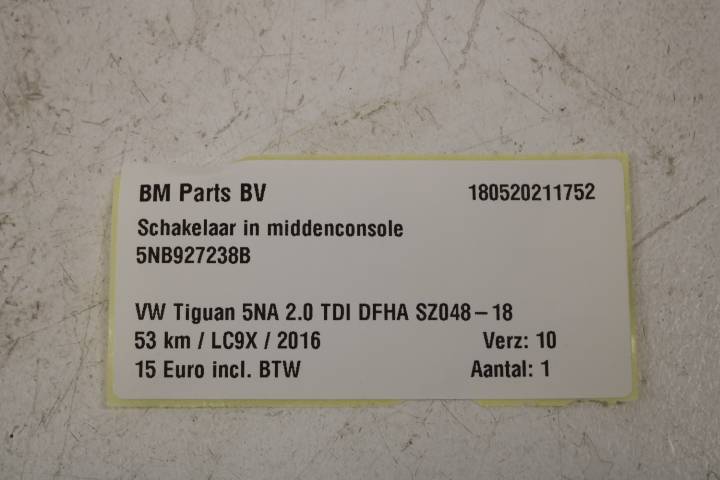 BM Parts BV 180520211752
Schakelaar in middenconsole
5NB927238B
VW Tiguan 5NA 2.0 TDI DFHA SZ048-18
53 km / LC9X / 2016 Verz: 10
15 Euro incl. BTW Aantal: 1